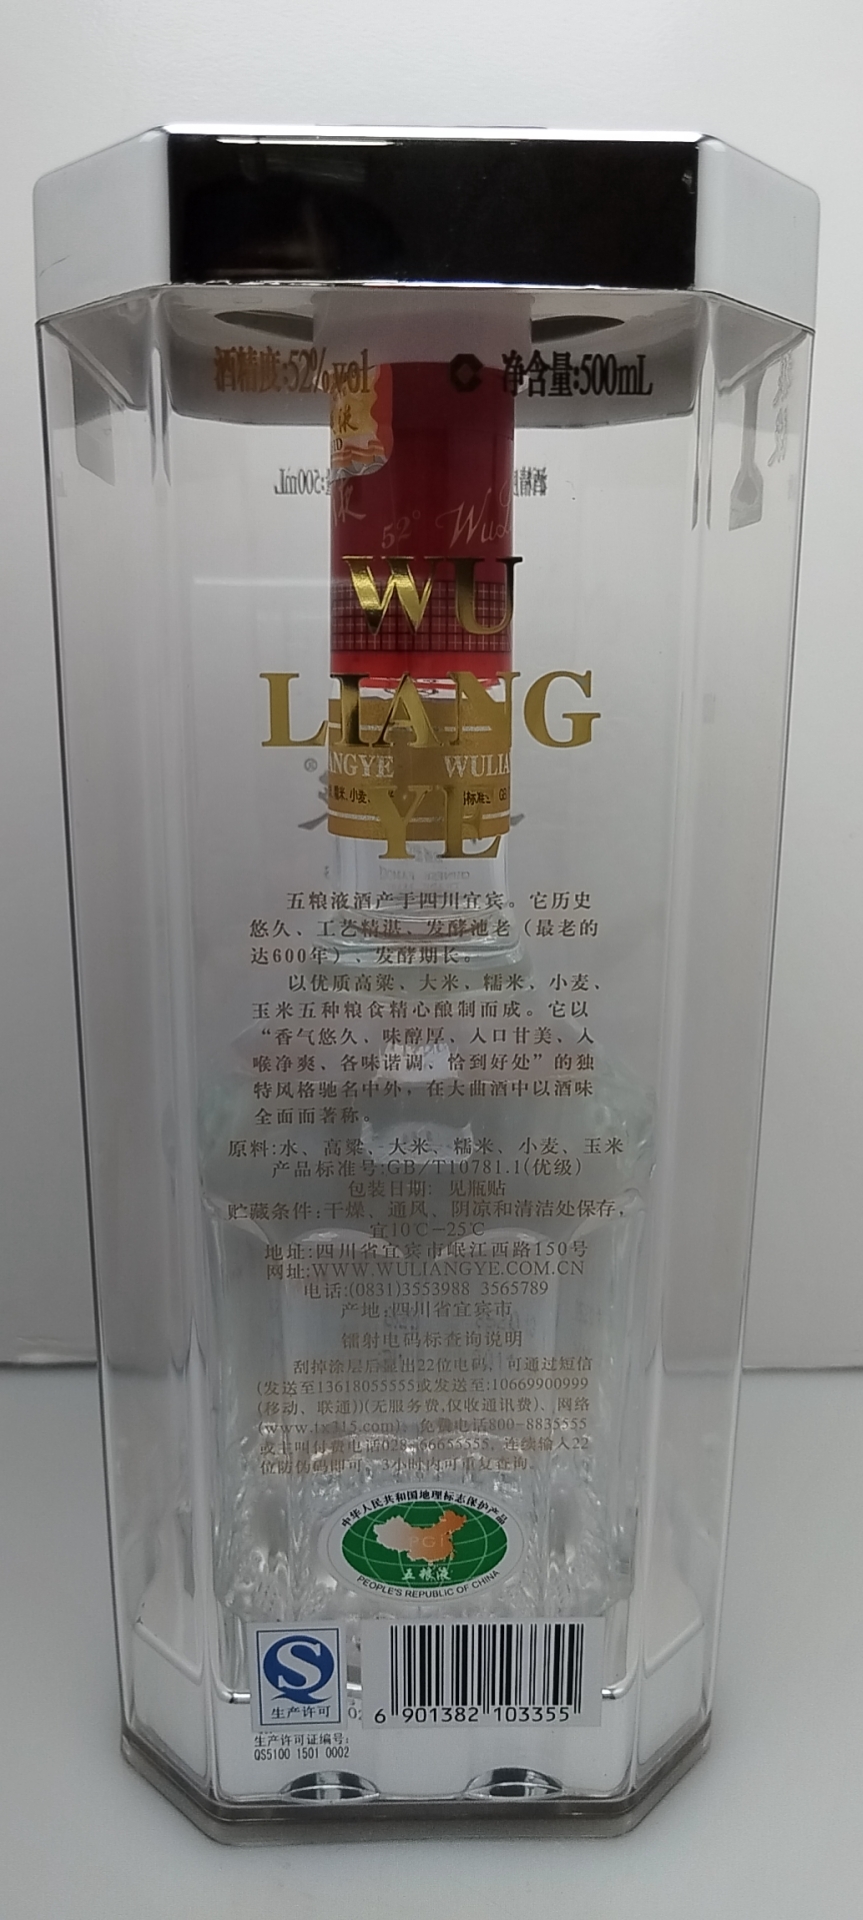 酒精度:52%vol 净含量:500mL
52° WuL
WU
LIANG
YE
®
ANGYE WULIA
五粮液酒产于四川宜宾。它历史
悠久、工艺精湛、发酵池老（最老的
达600年）、发酵期长。
以优质高粱、大米、糯米、小麦、
玉米五种粮食精心酿制而成。它以
“香气悠久、味醇厚、入口甘美、入
喉净爽、各味谐调、恰到好处”的独
特风格驰名中外，在大曲酒中以酒味
全面而著称。
原料:水、高粱、大米、糯米、小麦、玉米
产品标准号:GB/T10781.1(优级)
包装日期: 见瓶贴
贮藏条件:干燥、通风、阴凉和清洁处保存,
宜10℃-25℃
地址:四川省宜宾市岷江西路150号
网址:WWW.WULIANGYE.COM.CN
电话:(0831)3553988 3565789
产地:四川省宜宾市
镭射电码标查询说明
刮掉涂层后显出22位电码，可通过短信
(发送至13618055555或发送至:10669900999
(移动、联通))(无服务费,仅收通讯费)、网络
(www.tx315.com)；免费电话800-8835555
或主叫付费电话028-66655555，连续输入22
位防伪码即可，3小时内可重复查询。
中华人民共和国地理标志保护产品
PGI
五粮液
PEOPLE'S REPUBLIC OF CHINA
S
生产许可
6 901382 103355
生产许可证编号:
QS5100 1501 0002